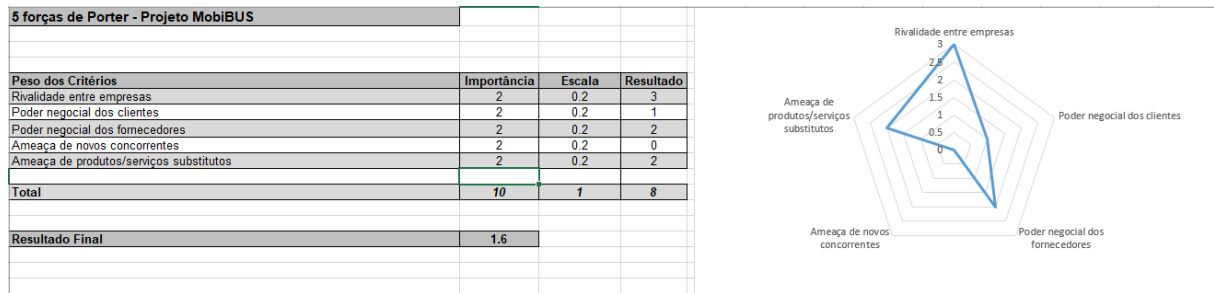 5 forças de Porter - Projeto MobiBUS
Peso dos Critérios Importância Escala Resultado
Rivalidade entre empresas 2 0.2 3
Poder negocial dos clientes 2 0.2 1
Poder negocial dos fornecedores 2 0.2 2
Ameaça de novos concorrentes 2 0.2 0
Ameaça de produtos/serviços substitutos 2 0.2 2
Total 10 1 8
Resultado Final 1.6
Rivalidade entre empresas
3
2.5
2
1.5
1
0.5
0
Poder negocial dos clientes
Poder negocial dos
fornecedores
Ameaça de novos
concorrentes
Ameaça de
produtos/serviços
substitutos